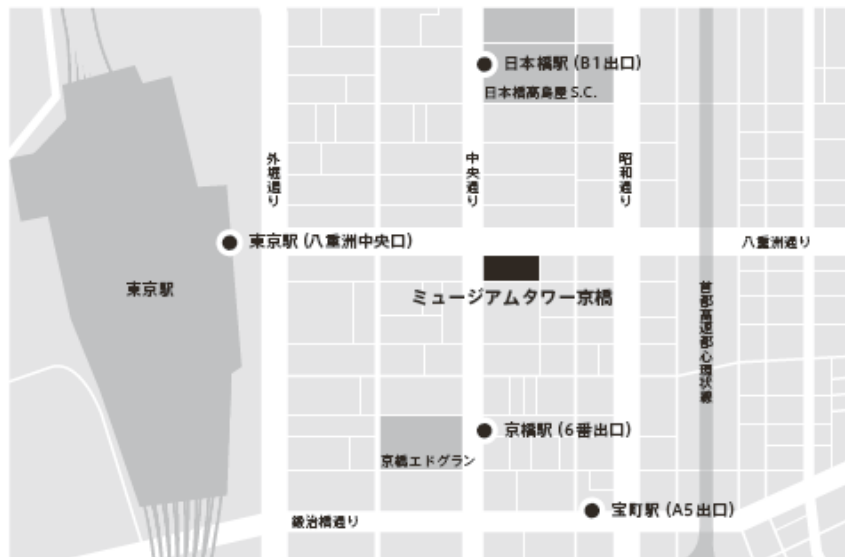 日本橋駅（B1出口）
日本橋高島屋 S.C.
外堀通り
中央通り
昭和通り
東京駅（八重洲中央口）
八重洲通り
東京駅
ミュージアムタワー京橋
首都高速都心環状線
京橋駅（6番出口）
京橋エドグラン
鍛治橋通り
宝町駅（A5出口）